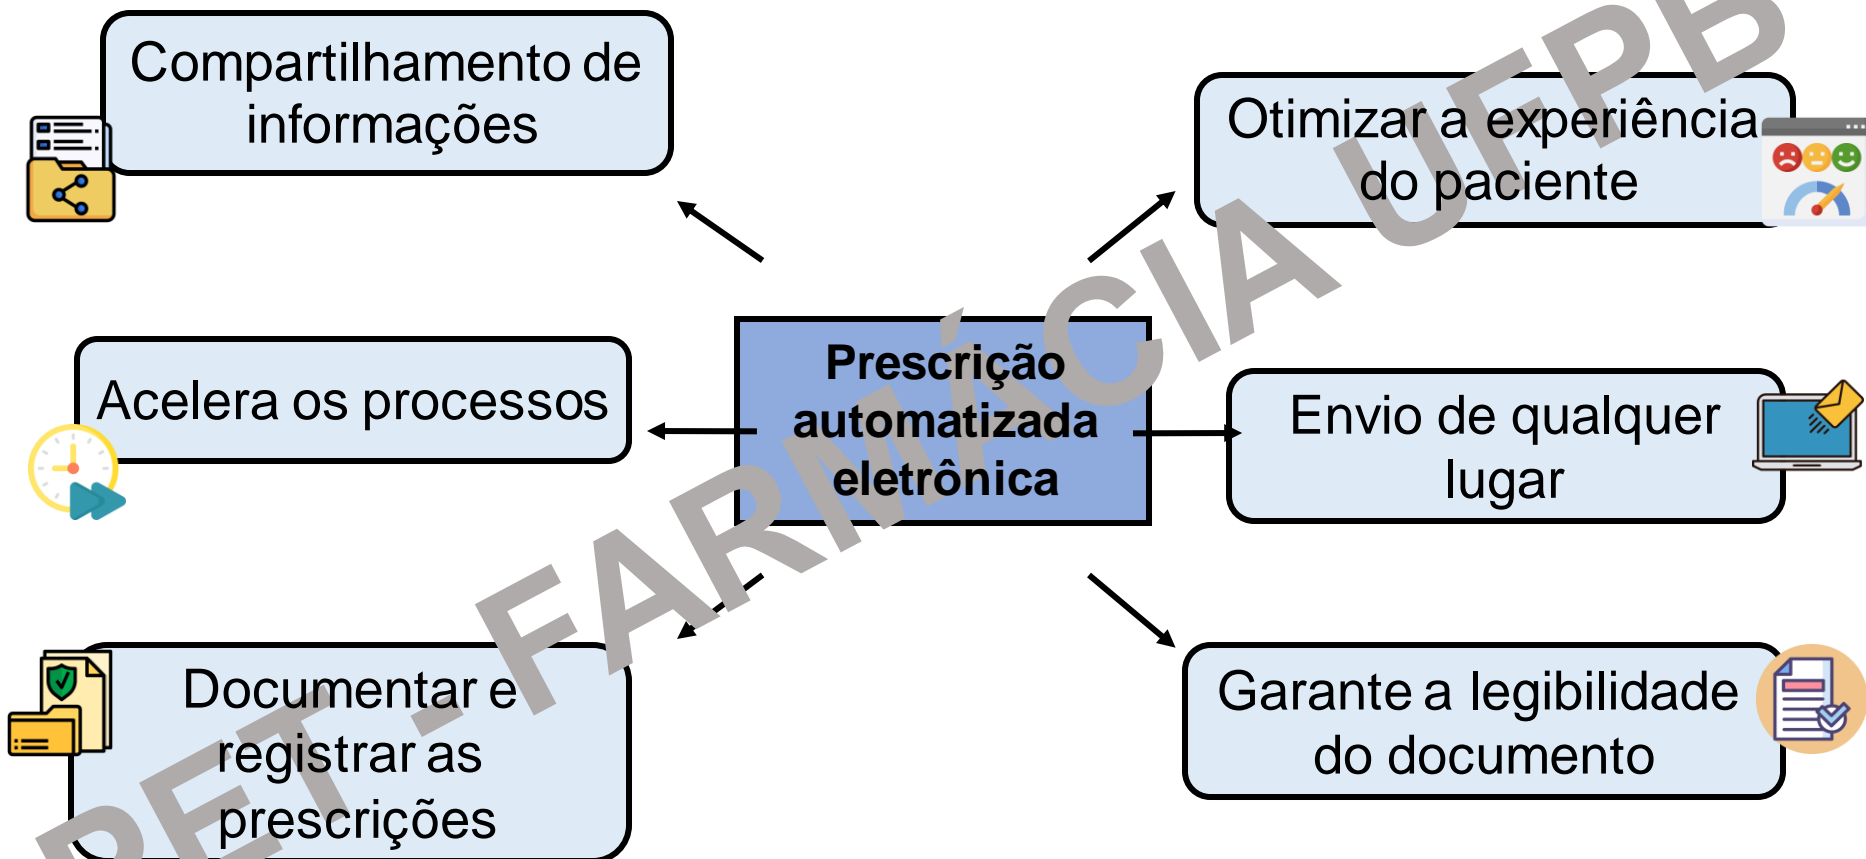 Compartilhamento de
informações
Otimizar a experiência
do paciente
Acelera os processos
Prescrição
automatizada
eletrônica
Envio de qualquer
lugar
Documentar e
registrar as
prescrições
Garante a legibilidade
do documento
PET - FARMÁCIA UFPB